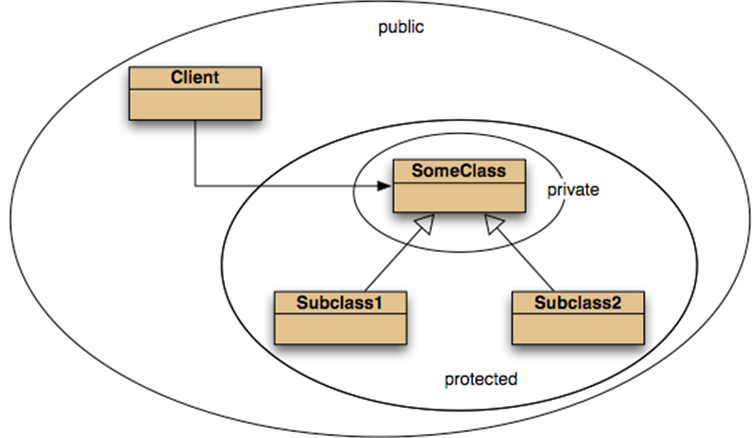 public
Client
SomeClass
private
Subclass1
Subclass2
protected